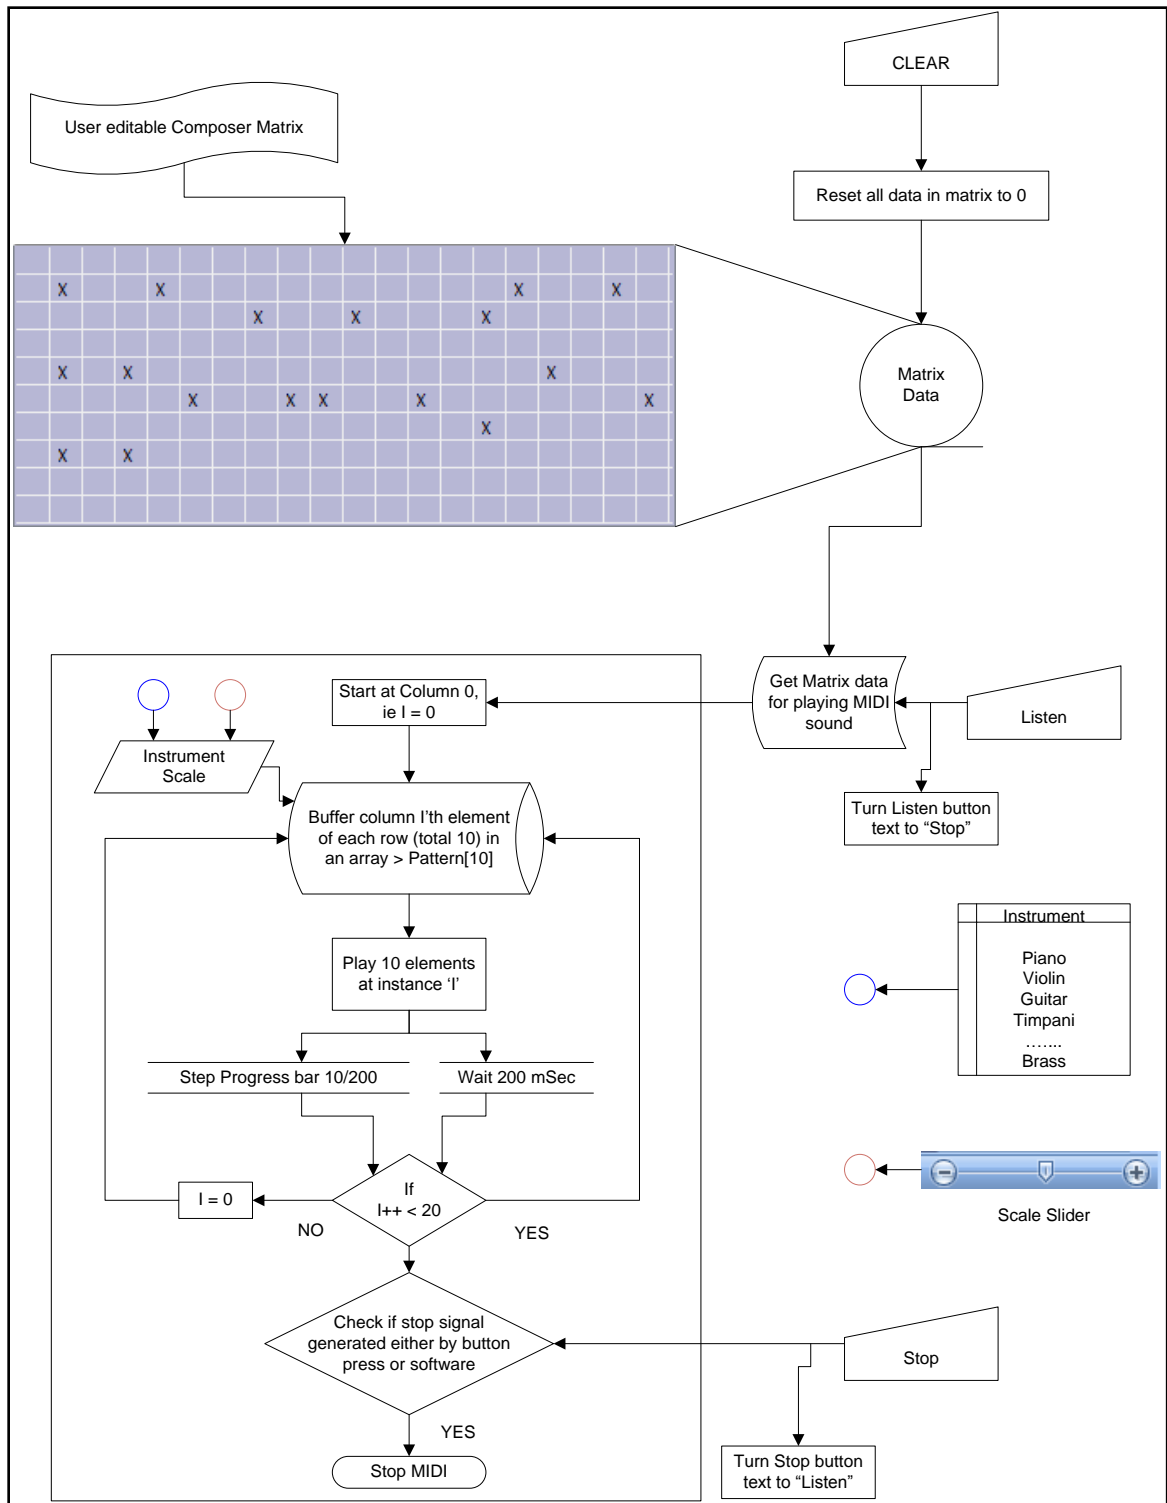 CLEAR
User editable Composer Matrix
Reset all data in matrix to 0
X X X X
X X X
X X X
X X X X X
X
X X
Matrix
Data
Get Matrix data
for playing MIDI
sound
Listen
Turn Listen button
text to “Stop”
Start at Column 0,
ie I = 0
Instrument
Scale
Buffer column I’th element
of each row (total 10) in
an array > Pattern[10]
Play 10 elements
at instance ‘I’
Step Progress bar 10/200
Wait 200 mSec
If
I++ < 20
I = 0
NO
YES
Instrument
Piano
Violin
Guitar
Timpani
…....
Brass
Scale Slider
Check if stop signal
generated either by button
press or software
Stop
YES
Stop MIDI
Turn Stop button
text to “Listen”